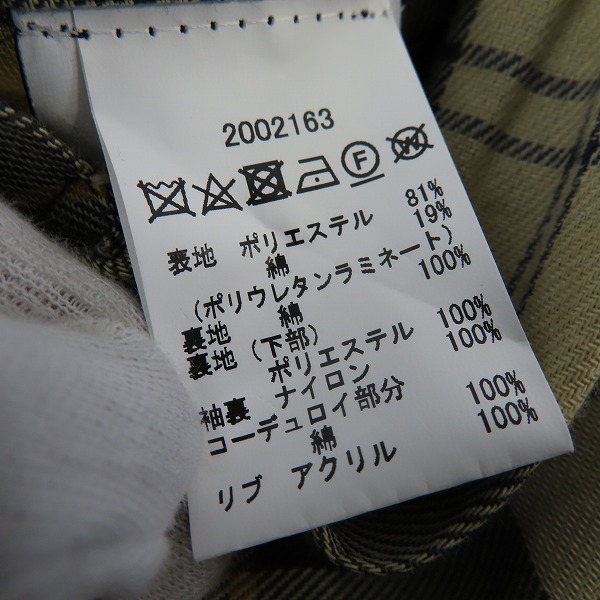 2002163
F W
表地 ポリエステル 81%
綿 19%
(ポリウレタンラミネート)
裏地 綿 100%
裏地 (下部)
ポリエステル 100%
袖裏 ナイロン 100%
コーデュロイ部分
綿 100%
リブ アクリル 100%